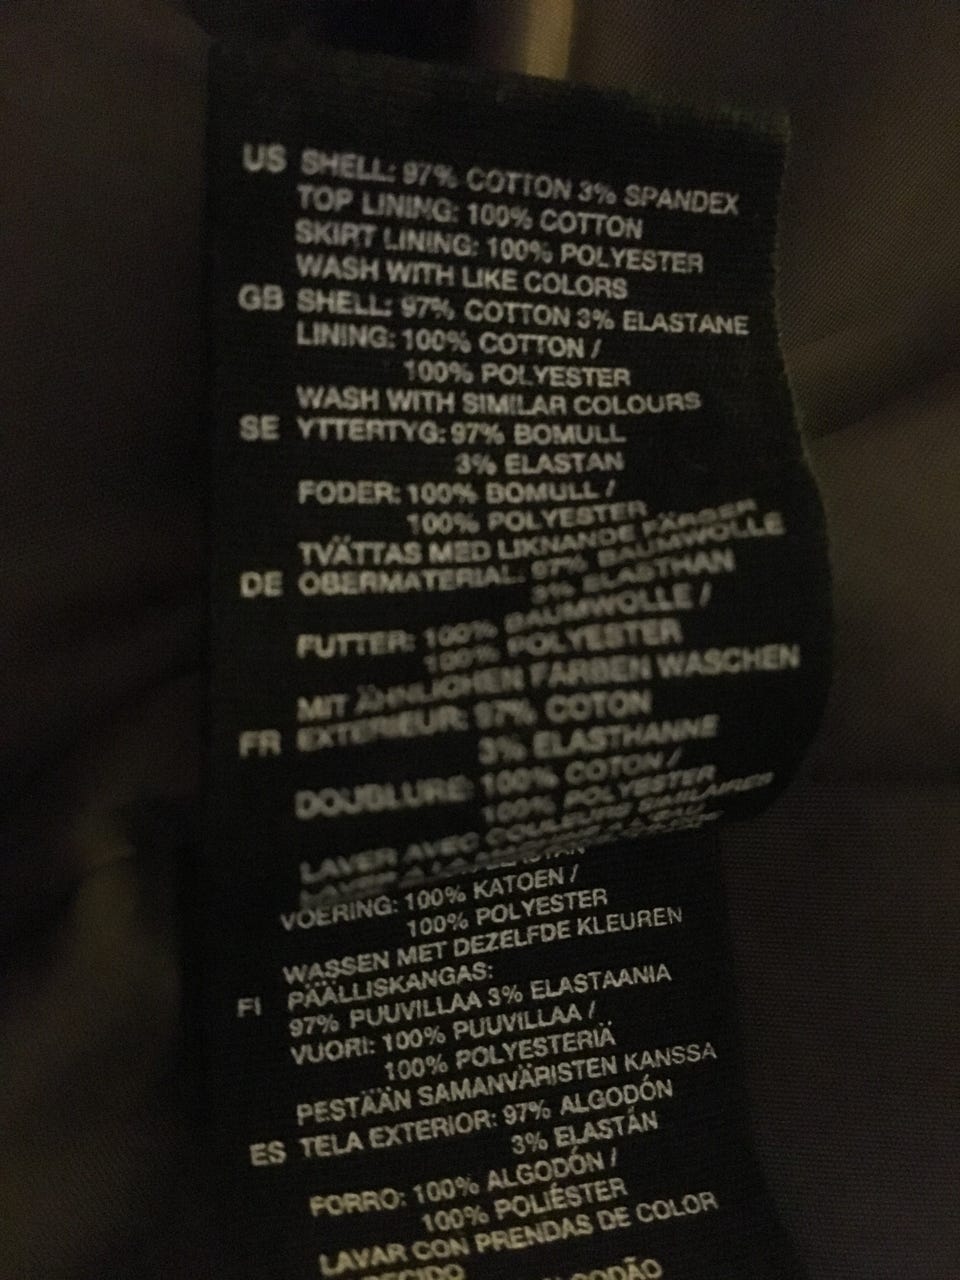 US SHELL: 97% COTTON 3% SPANDEX
TOP LINING: 100% COTTON
SKIRT LINING: 100% POLYESTER
WASH WITH LIKE COLORS
GB SHELL: 97% COTTON 3% ELASTANE
LINING: 100% COTTON /
100% POLYESTER
WASH WITH SIMILAR COLOURS
SE YTTERTYG: 97% BOMULL
3% ELASTAN
FODER: 100% BOMULL /
100% POLYESTER
TVÄTTAS MED LIKNANDE FÄRGER
DE OBERMATERIAL: 97% BAUMWOLLE
3% ELASTHAN
FUTTER: 100% BAUMWOLLE /
100% POLYESTER
MIT ÄHNLICHEN FARBEN WASCHEN
FR EXTERIEUR: 97% COTON
3% ELASTHANNE
DOUBLURE: 100% COTON /
100% POLYESTER
LAVER AVEC COULEURS SIMILAIRES
VOERING: 100% KATOEN /
100% POLYESTER
WASSEN MET DEZELFDE KLEUREN
FI PÄÄLLISKANGAS:
97% PUUVILLAA 3% ELASTAANIA
VUORI: 100% PUUVILLAA /
100% POLYESTERIÄ
PESTÄÄN SAMANVÄRISTEN KANSSA
ES TELA EXTERIOR: 97% ALGODÓN
3% ELASTÁN
FORRO: 100% ALGODÓN /
100% POLIÉSTER
LAVAR CON PRENDAS DE COLOR